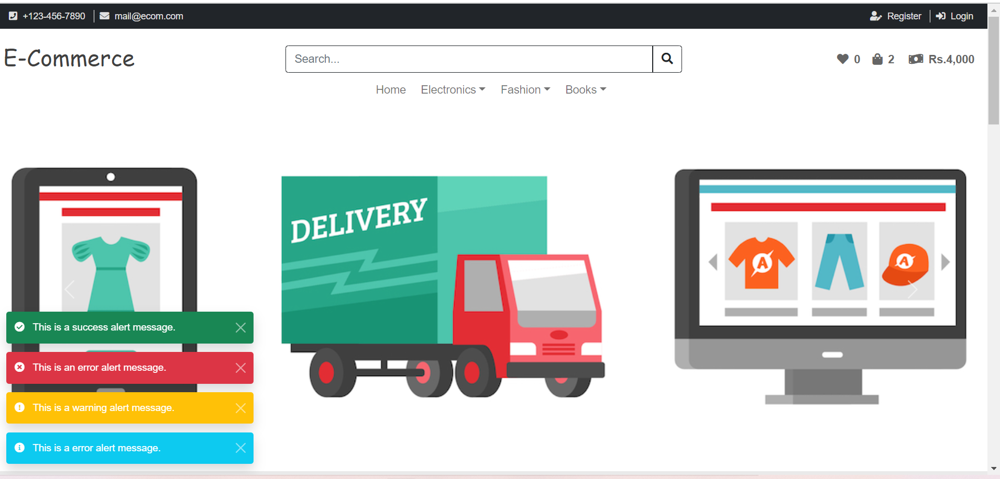 +123-456-7890 mail@ecom.com Register Login
E-Commerce Search... 0 2 Rs.4,000
Home Electronics Fashion Books
DELIVERY
A A
This is a success alert message.
This is an error alert message.
This is a warning alert message.
This is a error alert message.